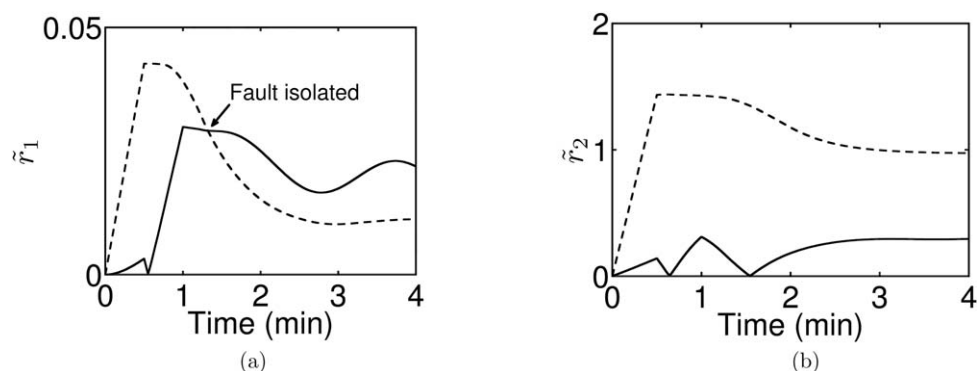 0.05
Fault isolated
r̃1
0
0 1 2 3 4
Time (min)
(a)
2
1
r̃2
0
0 1 2 3 4
Time (min)
(b)